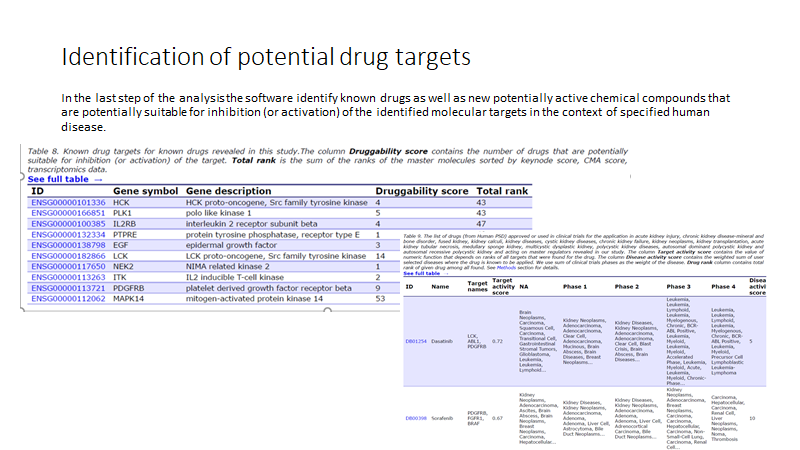 Identification of potential drug targets
In the last step of the analysis the software identify known drugs as well as new potentially active chemical compounds that
are potentially suitable for inhibition (or activation) of the identified molecular targets in the context of specified human
disease.
Table 8. Known drug targets for known drugs revealed in this study.The column Druggability score contains the number of drugs that are potentially
suitable for inhibition (or activation) of the target. Total rank is the sum of the ranks of the master molecules sorted by keynode score, CMA score,
transcriptomics data.
See full table →
ID Gene symbol Gene description Druggability score Total rank
ENSG00000101336 HCK HCK proto-oncogene, Src family tyrosine kinase 4 43
ENSG00000166851 PLK1 polo like kinase 1 5 43
ENSG00000100385 IL2RB interleukin 2 receptor subunit beta 4 47
ENSG00000132334 PTPRE protein tyrosine phosphatase, receptor type E 1
ENSG00000138798 EGF epidermal growth factor 3
ENSG00000182866 LCK LCK proto-oncogene, Src family tyrosine kinase 14
ENSG00000117650 NEK2 NIMA related kinase 2 1
ENSG00000113263 ITK IL2 inducible T-cell kinase 2
ENSG00000113721 PDGFRB platelet derived growth factor receptor beta 9
ENSG00000112062 MAPK14 mitogen-activated protein kinase 14 53
Table 9. The list of drugs (from Human PSD) approved or used in clinical trials for the application in acute kidney injury, chronic kidney disease-mineral and
bone disorder, fused kidney, kidney calculi, kidney diseases, cystic kidney diseases, chronic kidney failure, kidney neoplasms, kidney transplantation, acute
kidney tubular necrosis, medullary sponge kidney, multicystic dysplastic kidney, polycystic kidney diseases, autosomal dominant polycystic kidney and
autosomal recessive polycystic kidney and acting on master regulators revealed in our study. The column Target activity score contains the value of
numeric function that depends on ranks of all targets that were found for the drug. The column Disease activity score contains the weighted sum of user
selected diseases where the drug is known to be applied. We use sum of clinical trials phases as the weight of the disease. Drug rank column contains total
rank of given drug among all found. See Methods section for details.
See full table →
ID Name Target names Target activity score NA Phase 1 Phase 2 Phase 3 Phase 4 Disea activi score
DB01254 Dasatinib LCK, ABL1, PDGFRB 0.72
Brain Neoplasms, Carcinoma, Squamous Cell, Carcinoma, Transitional Cell, Gastrointestinal Stromal Tumors, Glioblastoma, Leukemia, Leukemia, Lymphoid...
Kidney Neoplasms, Adenocarcinoma, Adenocarcinoma, Clear Cell, Adenocarcinoma, Mucinous, Brain Abscess, Brain Diseases, Breast Neoplasms...
Kidney Diseases, Kidney Neoplasms, Adenocarcinoma, Adenocarcinoma, Clear Cell, Blast Crisis, Brain Abscess, Brain Diseases...
Leukemia, Leukemia, Lymphoid, Leukemia, Myelogenous, Chronic, BCR-ABL Positive, Leukemia, Myeloid, Leukemia, Myeloid, Accelerated Phase, Leukemia, Myeloid, Acute, Leukemia, Myeloid, Chronic-Phase...
Leukemia, Lymphoid, Leukemia, Myelogenous, Chronic, BCR-ABL Positive, Leukemia, Myeloid, Precursor Cell Lymphoblastic Leukemia-Lymphoma
5
DB00398 Sorafenib PDGFRB, FGFR1, BRAF 0.67
Kidney Neoplasms, Adenocarcinoma, Ascites, Brain Abscess, Brain Neoplasms, Breast Neoplasms, Carcinoma, Hepatocellular...
Kidney Diseases, Kidney Neoplasms, Adenocarcinoma, Adenoma, Adenoma, Liver Cell, Astrocytoma, Bile Duct Neoplasms...
Kidney Diseases, Kidney Neoplasms, Adenocarcinoma, Adenoma, Adenoma, Liver Cell, Adrenocortical Carcinoma, Bile Duct Neoplasms...
Kidney Neoplasms, Adenocarcinoma, Breast Neoplasms, Carcinoma, Carcinoma, Hepatocellular, Carcinoma, Non-Small-Cell Lung, Carcinoma, Renal Cell...
Carcinoma, Hepatocellular, Carcinoma, Renal Cell, Liver Neoplasms, Noma, Thrombosis
10